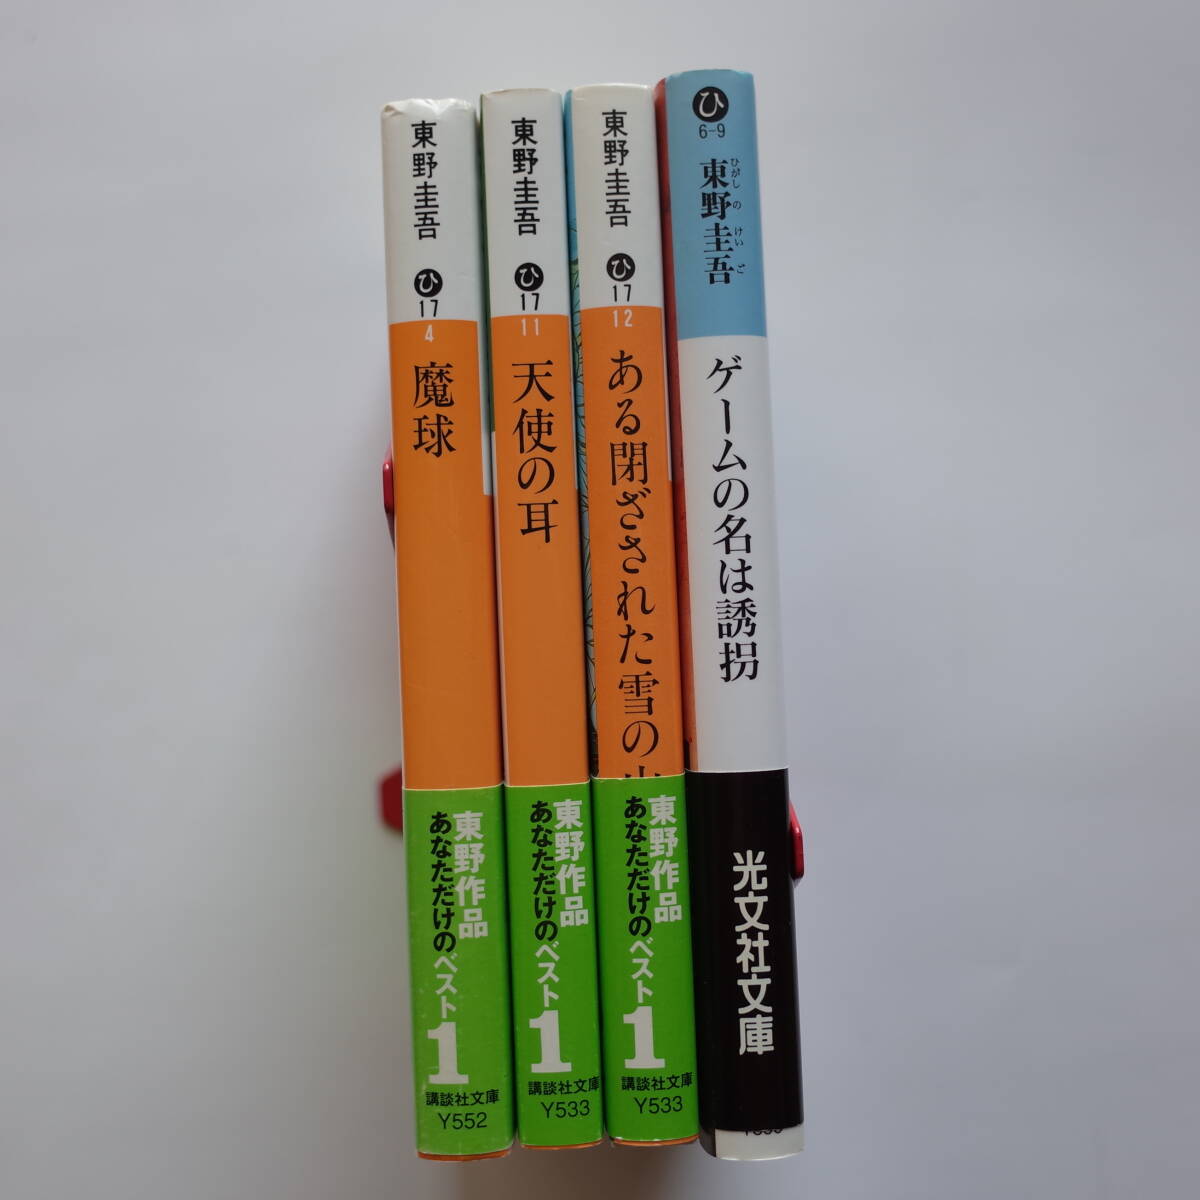 東野圭吾
ひ
17
4
魔球
東野作品
あなただけのベスト
1
講談社文庫
Y552
東野圭吾
ひ
17
11
天使の耳
東野作品
あなただけのベスト
1
講談社文庫
Y533
東野圭吾
ひ
17
12
ある閉ざされた雪の
東野作品
あなただけのベスト
1
講談社文庫
Y533
ひ
6-9
東野圭吾
ひがしの けいご
ゲームの名は誘拐
光文社文庫